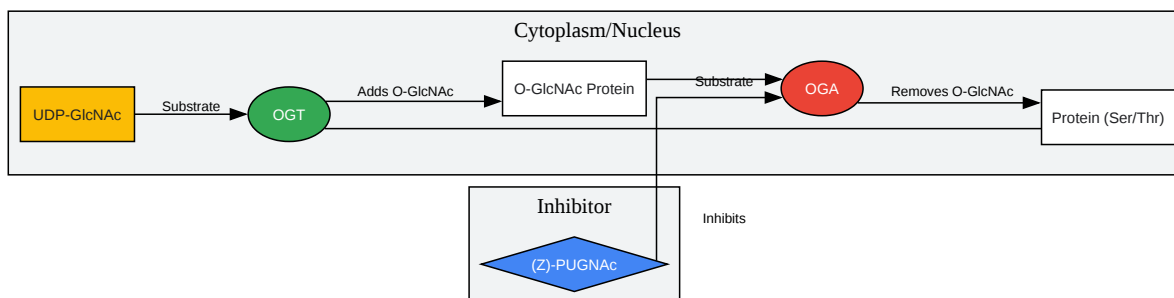 Cytoplasm/Nucleus
UDP-GlcNAc
Substrate
OGT
Adds O-GlcNAc
O-GlcNAc Protein
Substrate
OGA
Removes O-GlcNAc
Protein (Ser/Thr)
Inhibitor
Inhibits
(Z)-PUGNAc